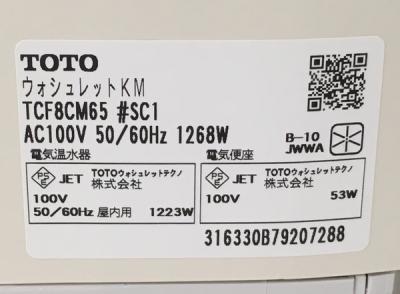 TOTO
ウォシュレットKM
TCF8CM65 #SC1
AC100V 50/60Hz 1268W
B-10
JWWA
電気温水器
電気便座
PSE JET TOTOウォシュレットテクノ
株式会社
100V
50/60Hz 屋内用 1223W
PSE JET TOTOウォシュレットテクノ
株式会社
100V 53W
316330B79207288